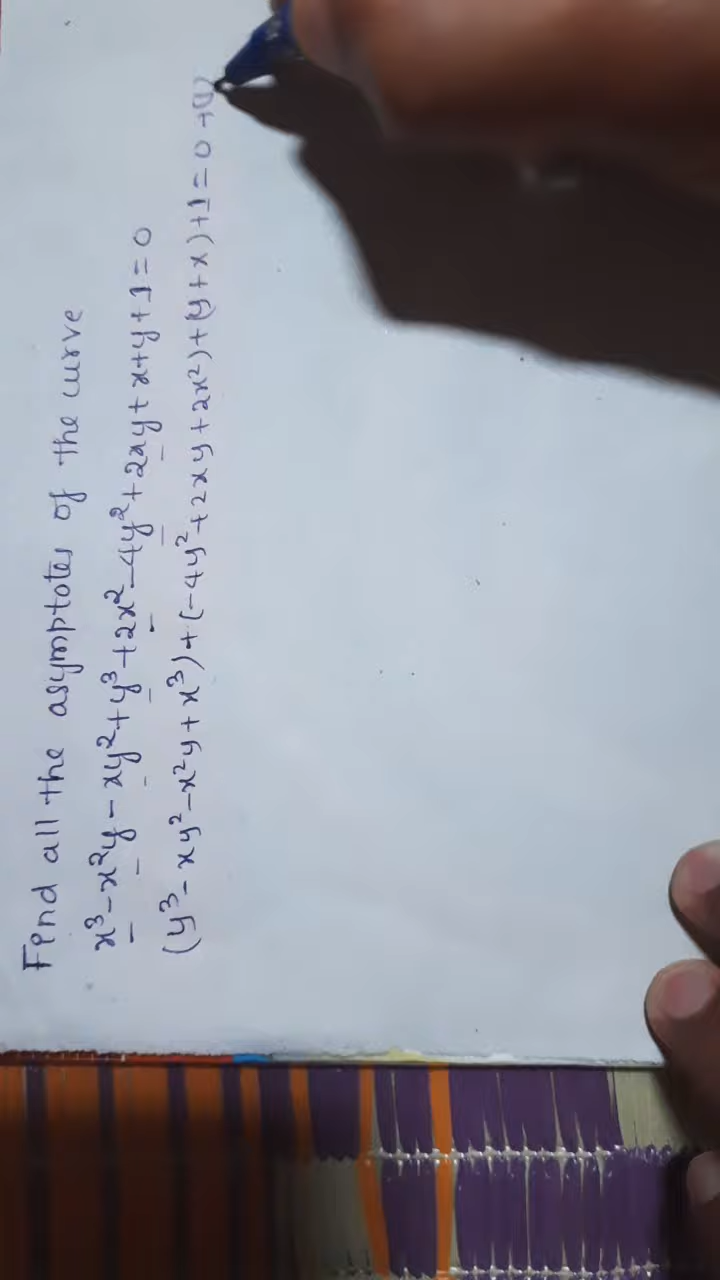 Find all the asymptotes of the curve
x³-x²y-xy²+y³+2x²-4y²+2xy+x+y+1=0
(y³-xy²-x²y+x³)+(-4y²+2xy+2x²)+(y+x)+1=0→(1)